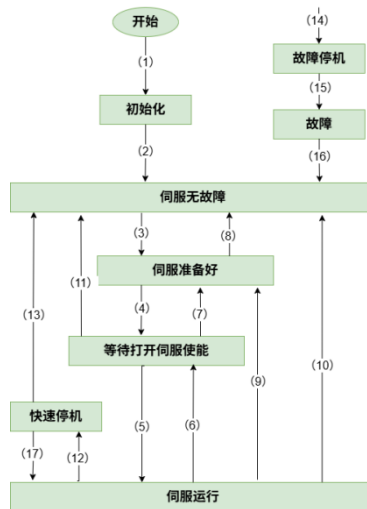 开始
(14)
(1)
故障停机
(15)
初始化
故障
(2)
(16)
伺服无故障
(3)
(8)
伺服准备好
(11)
(4)
(7)
(13)
等待打开伺服使能
(10)
(9)
快速停机
(5)
(6)
(17)
(12)
伺服运行